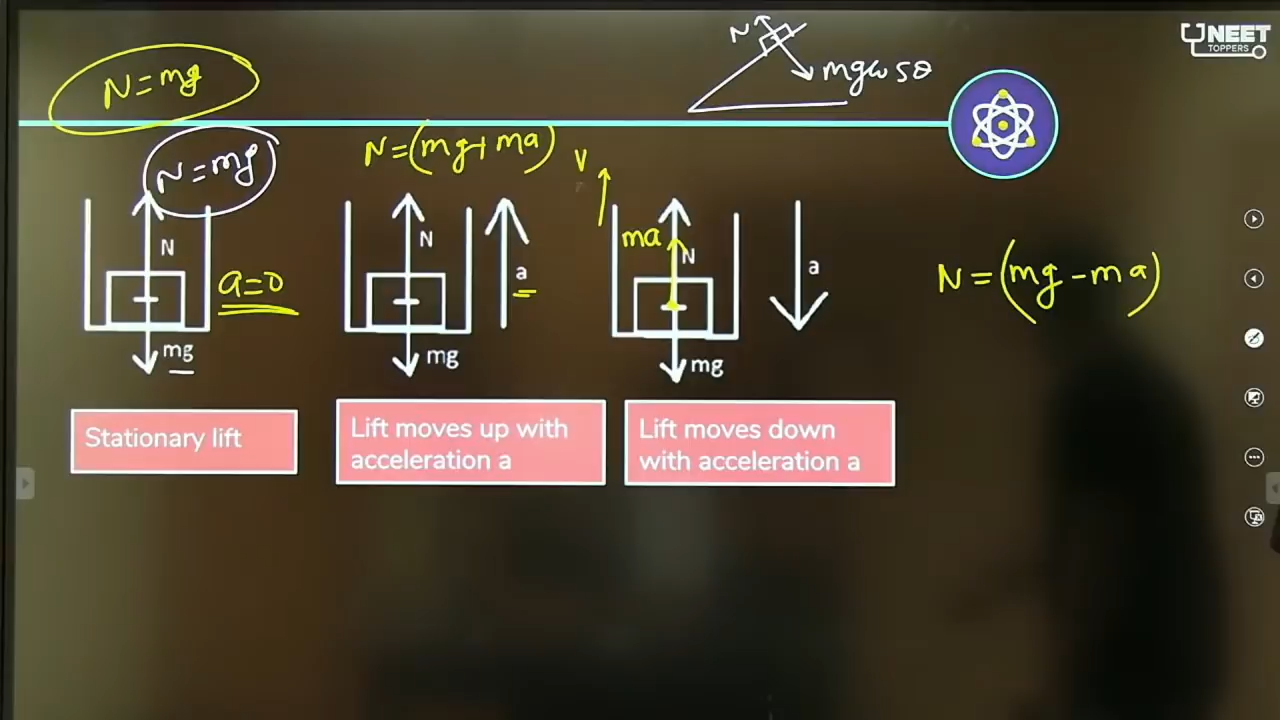 NEET
TOPPERS
N
mgcosθ
N=mg
N=mg
N=(mg+ma)
v
N
a=0
mg
N
a
mg
ma
N
a
mg
N=(mg-ma)
Stationary lift
Lift moves up with
acceleration a
Lift moves down
with acceleration a